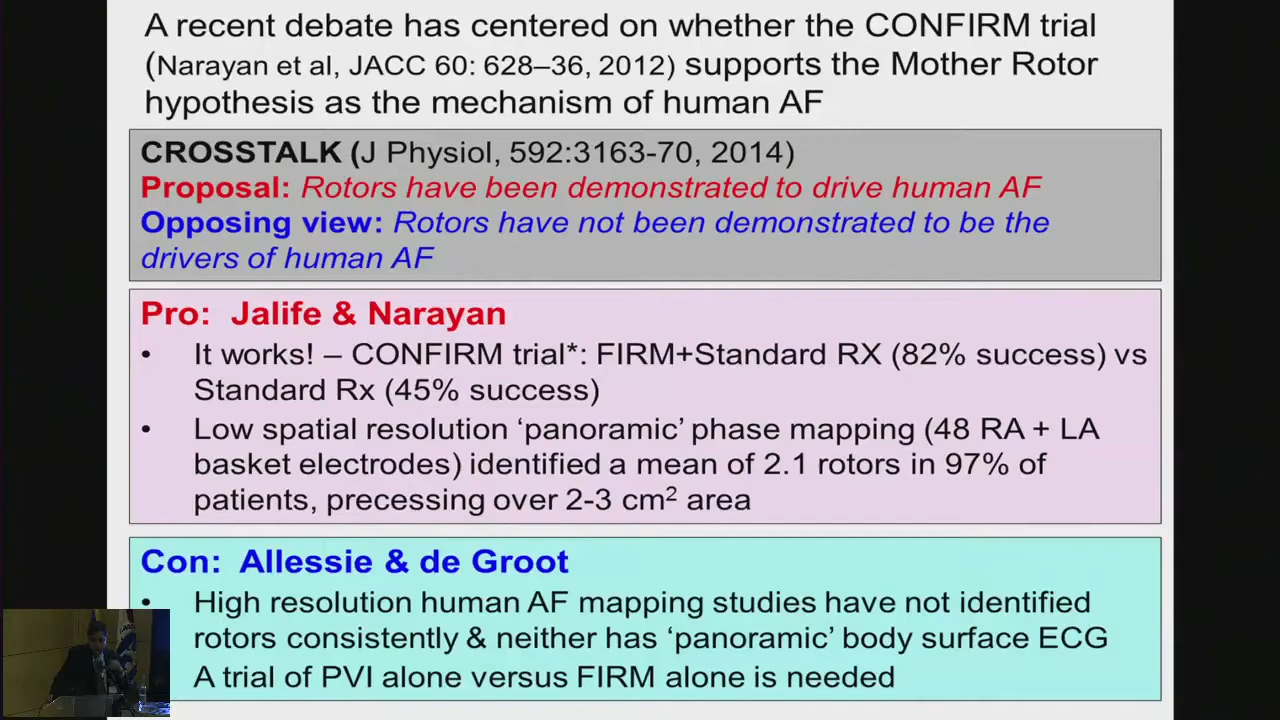 A recent debate has centered on whether the CONFIRM trial
(Narayan et al, JACC 60: 628–36, 2012) supports the Mother Rotor
hypothesis as the mechanism of human AF
CROSSTALK (J Physiol, 592:3163-70, 2014)
Proposal: Rotors have been demonstrated to drive human AF
Opposing view: Rotors have not been demonstrated to be the
drivers of human AF
Pro: Jalife & Narayan
• It works! – CONFIRM trial*: FIRM+Standard RX (82% success) vs
Standard Rx (45% success)
• Low spatial resolution ‘panoramic’ phase mapping (48 RA + LA
basket electrodes) identified a mean of 2.1 rotors in 97% of
patients, precessing over 2-3 cm² area
Con: Allessie & de Groot
• High resolution human AF mapping studies have not identified
rotors consistently & neither has ‘panoramic’ body surface ECG
A trial of PVI alone versus FIRM alone is needed